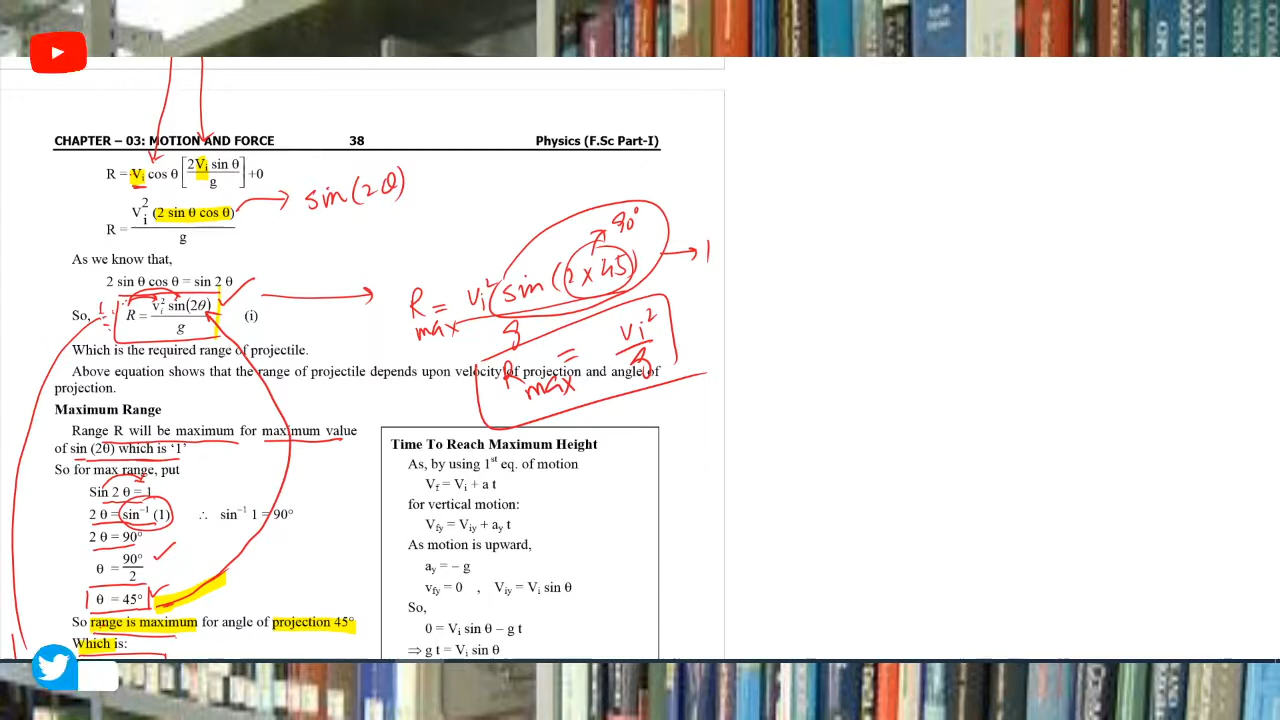 CHAPTER – 03: MOTION AND FORCE 38 Physics (F.Sc Part-I)
R = Vi cos θ [2Vi sin θ / g] +0
sin(2θ)
R = Vi² (2 sin θ cos θ) / g
As we know that,
2 sin θ cos θ = sin 2 θ
So, R = vi² sin(2θ) / g (i)
90°
Rmax = vi² sin(2 x 45) / g
1
Rmax = vi² / g
1
Which is the required range of projectile.
Above equation shows that the range of projectile depends upon velocity of projection and angle of
projection.
Maximum Range
Range R will be maximum for maximum value
of sin (2θ) which is ‘1’
So for max range, put
Sin 2 θ = 1
2 θ = sin⁻¹ (1) ∴ sin⁻¹ 1 = 90°
2 θ = 90°
θ = 90° / 2
θ = 45°
So range is maximum for angle of projection 45°
Which is:
Time To Reach Maximum Height
As, by using 1st eq. of motion
Vf = Vi + a t
for vertical motion:
Vfy = Viy + ay t
As motion is upward,
ay = – g
vfy = 0 , Viy = Vi sin θ
So,
0 = Vi sin θ – g t
⇒ g t = Vi sin θ